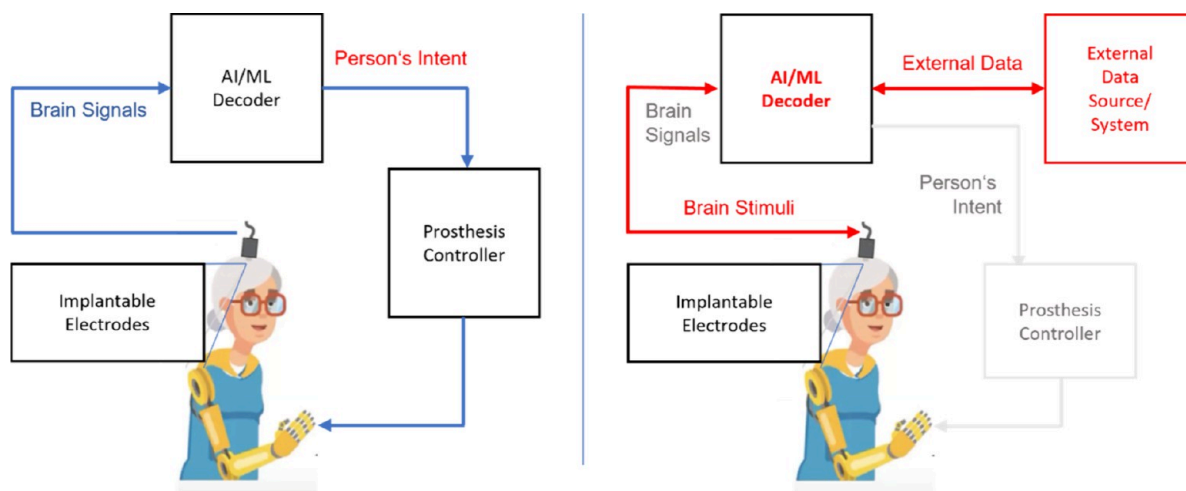 AI/ML
Decoder
Person‘s Intent
Brain Signals
Prosthesis
Controller
Implantable
Electrodes
AI/ML
Decoder
External Data
External
Data
Source/
System
Brain
Signals
Person‘s
Intent
Brain Stimuli
Implantable
Electrodes
Prosthesis
Controller